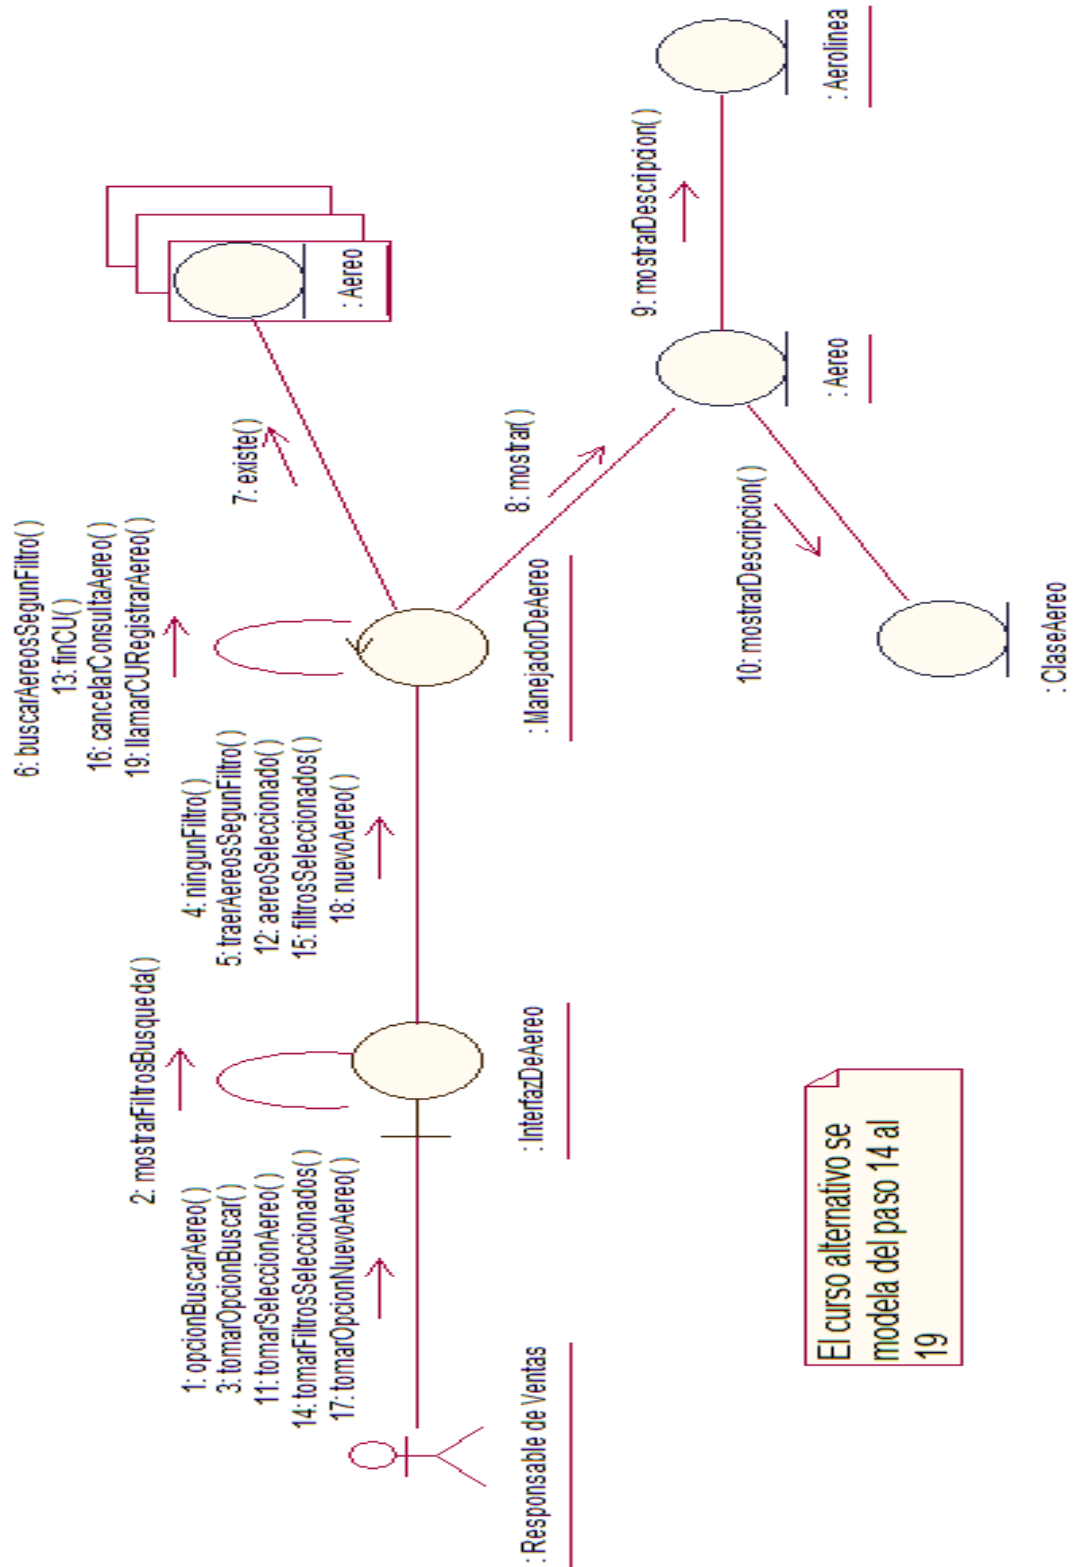 1: opcionBuscarAereo( )
3: tomarOpcionBuscar( )
11: tomarSeleccionAereo( )
14: tomarFiltrosSeleccionados( )
17: tomarOpcionNuevoAereo( )
: Responsable de Ventas
2: mostrarFiltrosBusqueda( )
: InterfazDeAereo
4: ningunFiltro( )
5: traerAereosSegunFiltro( )
12: aereoSeleccionado( )
15: filtrosSeleccionados( )
18: nuevoAereo( )
6: buscarAereosSegunFiltro( )
13: finCU( )
16: cancelarConsultaAereo( )
19: llamarCURegistrarAereo( )
: ManejadorDeAereo
7: existe( )
: Aereo
8: mostrar( )
: Aereo
9: mostrarDescripcion( )
: Aerolinea
10: mostrarDescripcion( )
: ClaseAereo
El curso alternativo se
modela del paso 14 al
19